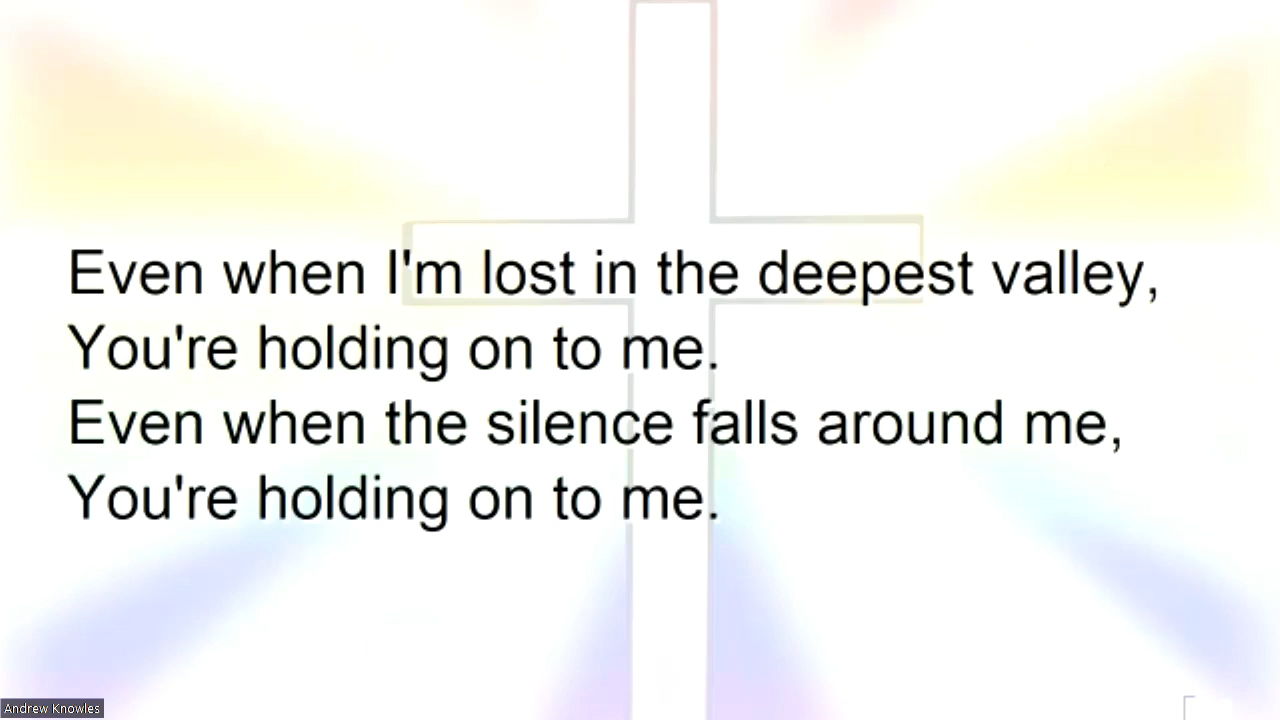 Even when I'm lost in the deepest valley,
You're holding on to me.
Even when the silence falls around me,
You're holding on to me.
Andrew Knowles